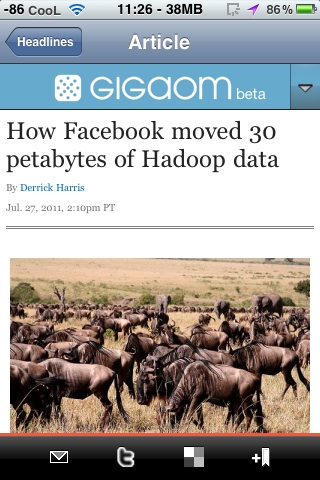 -86 CooL 11:26 - 38MB 86%
Headlines Article
GIGaOM beta
How Facebook moved 30
petabytes of Hadoop data
By Derrick Harris
Jul. 27, 2011, 2:10pm PT